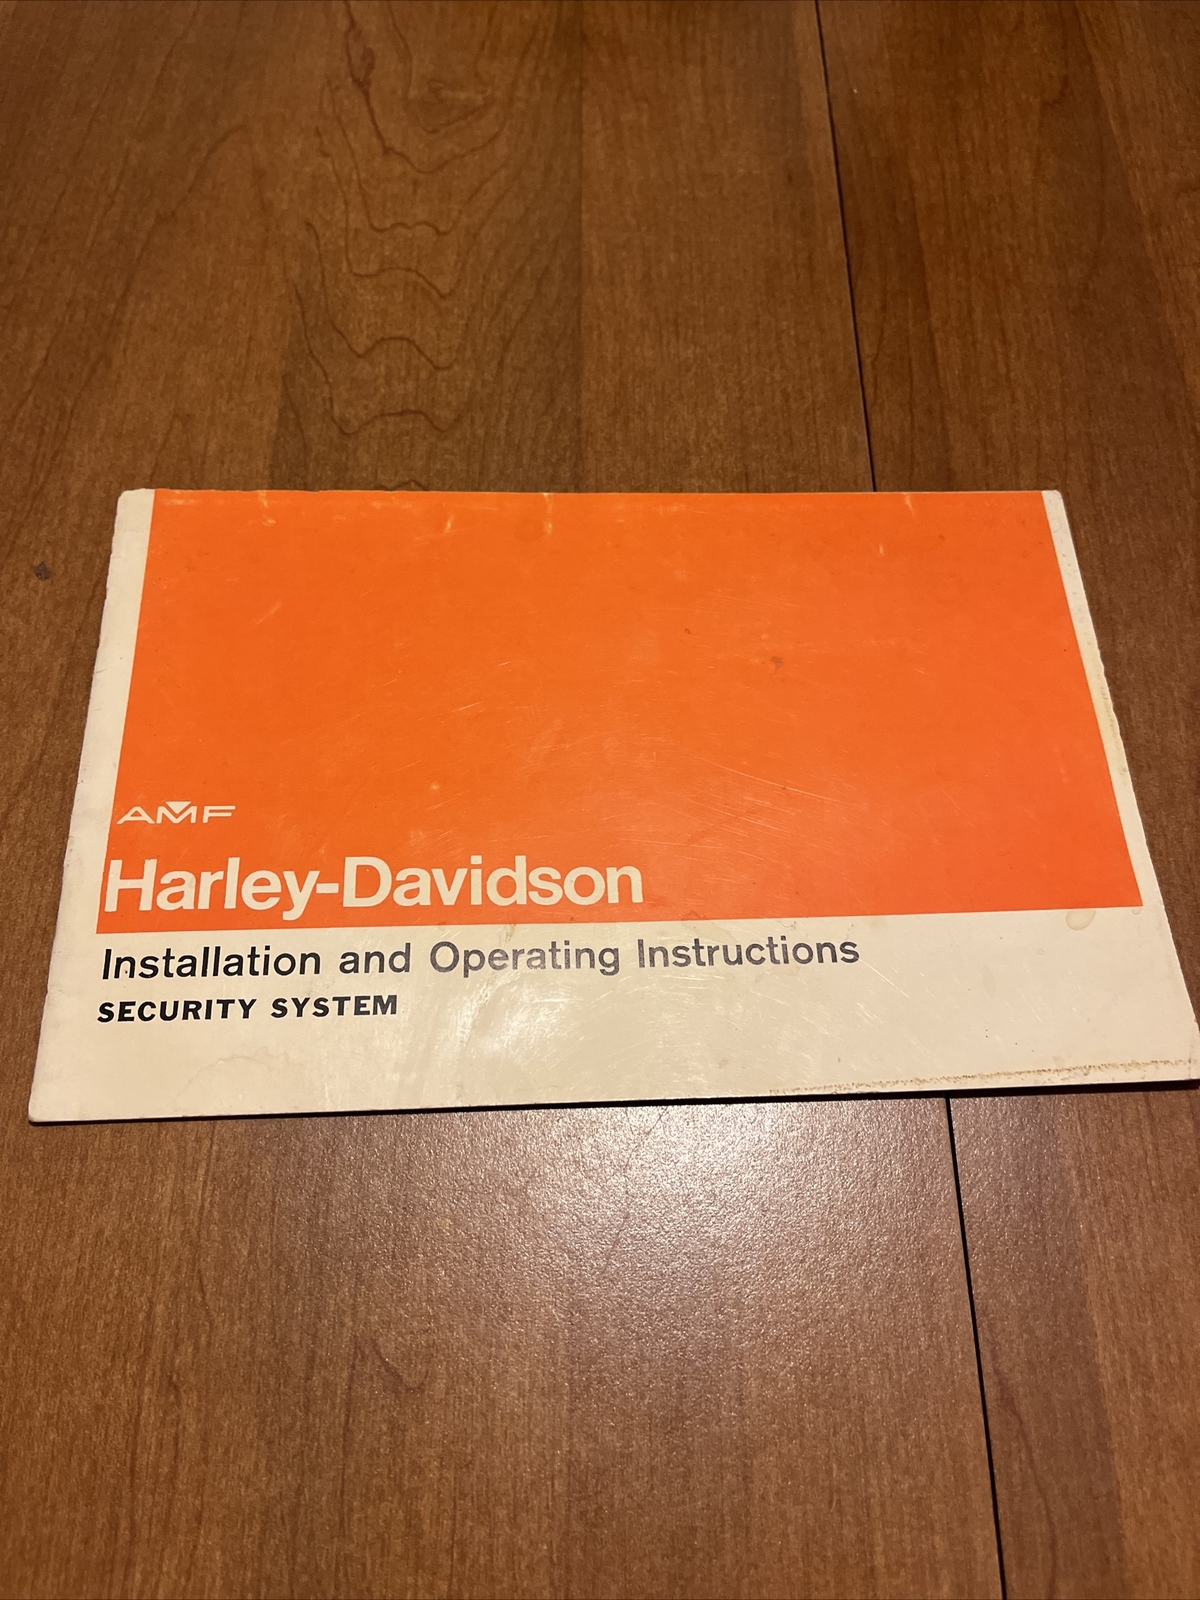 AMF
Harley-Davidson
Installation and Operating Instructions
SECURITY SYSTEM